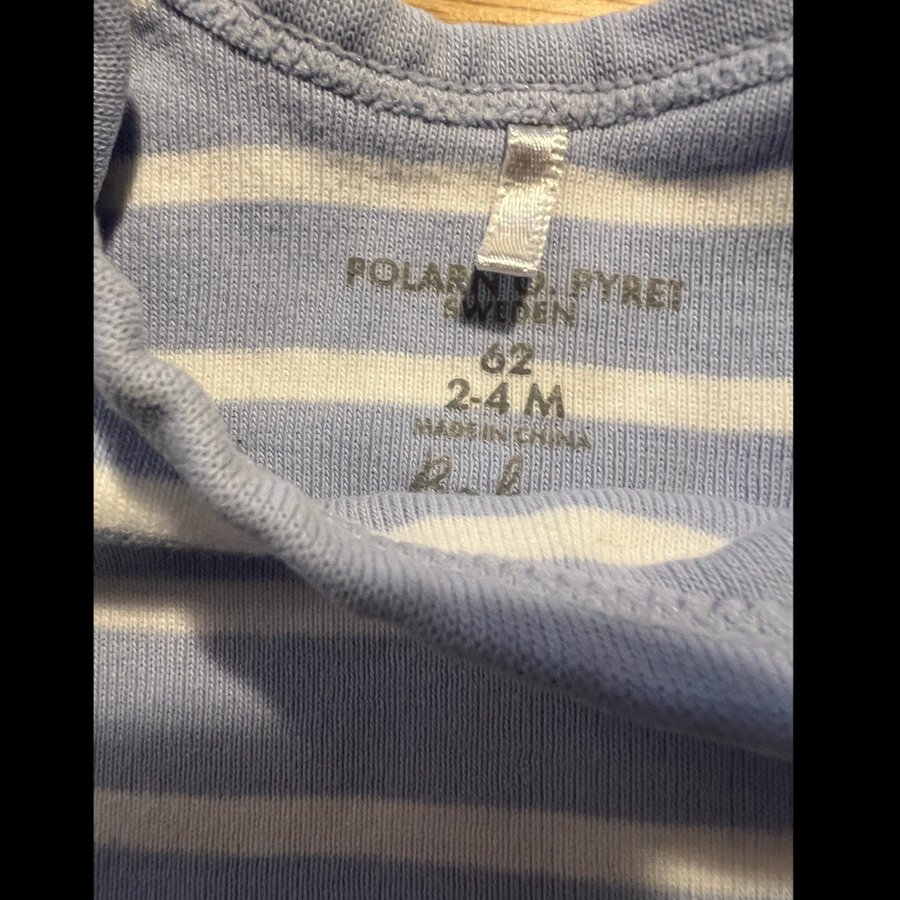 POLARN O. PYRET
SWEDEN
62
2-4 M
MADE IN CHINA